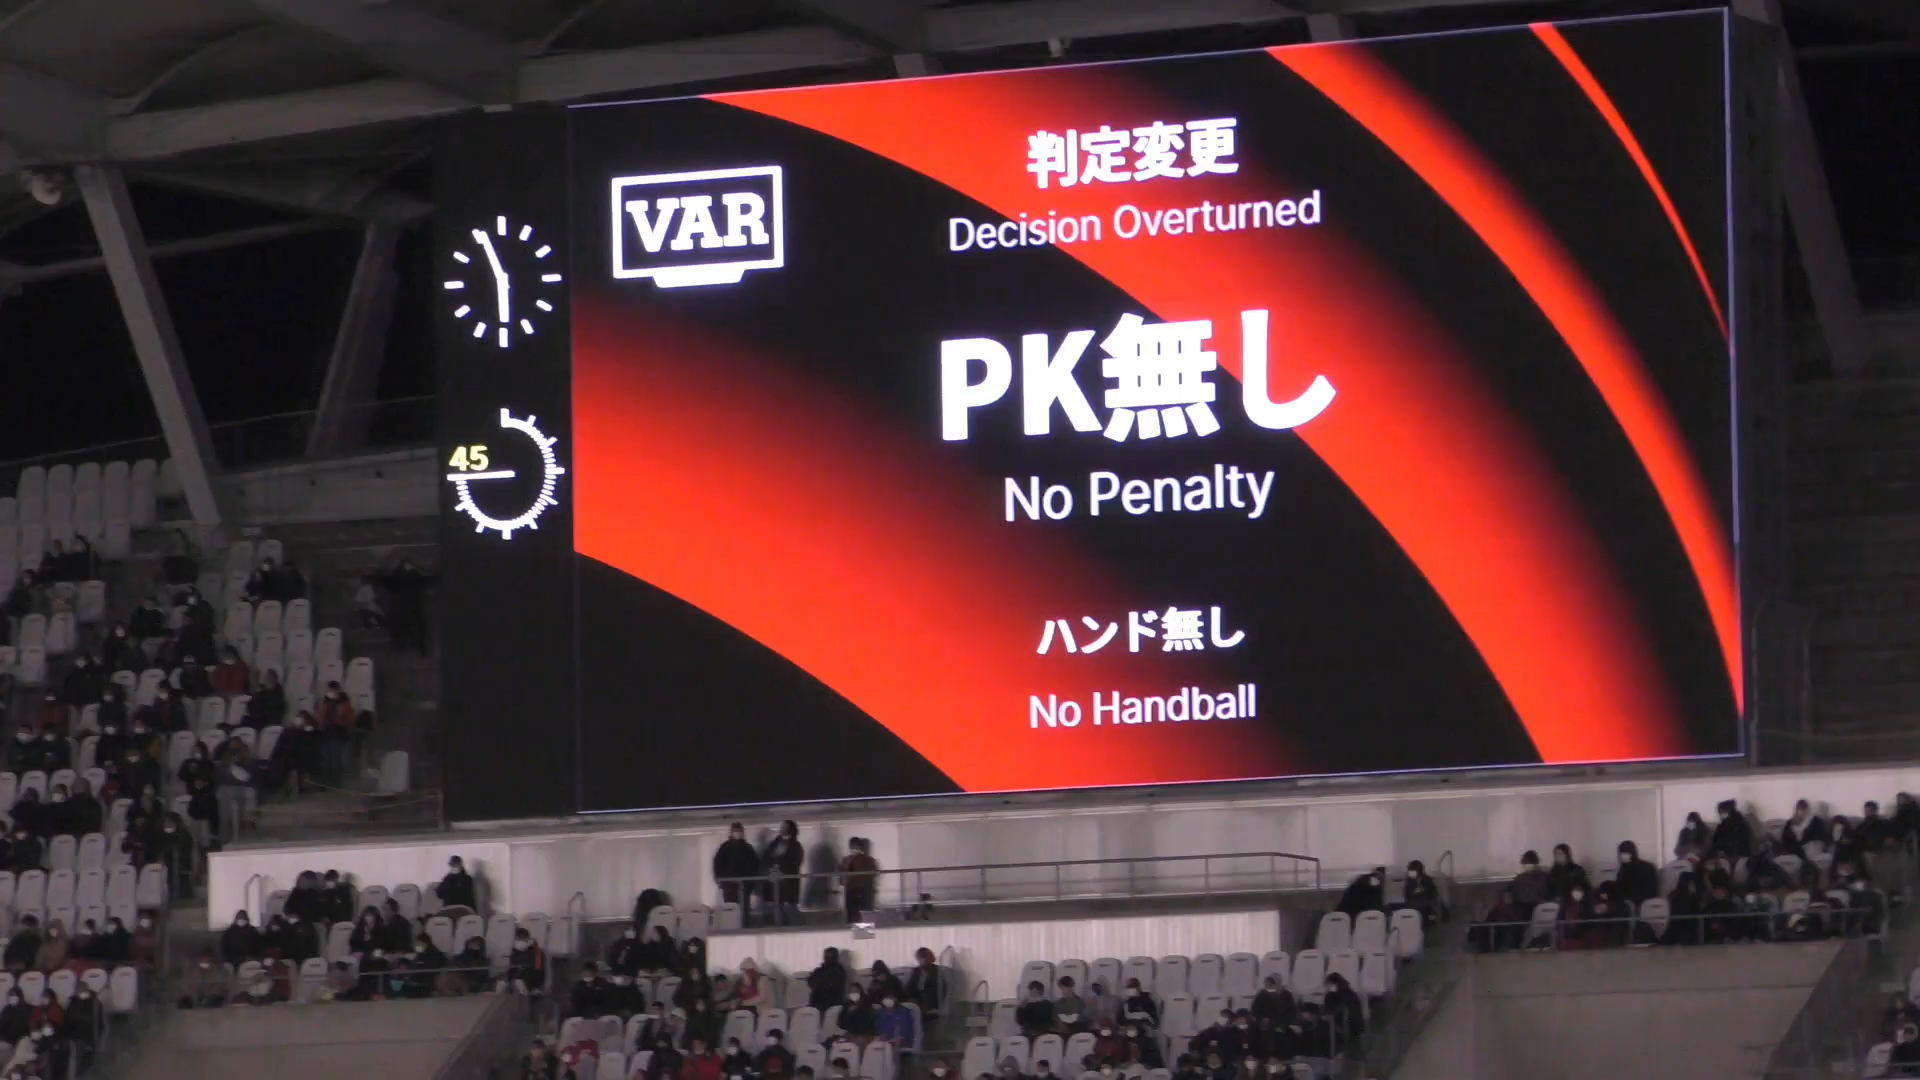 VAR
判定変更
Decision Overturned
PK無し
No Penalty
ハンド無し
No Handball
45